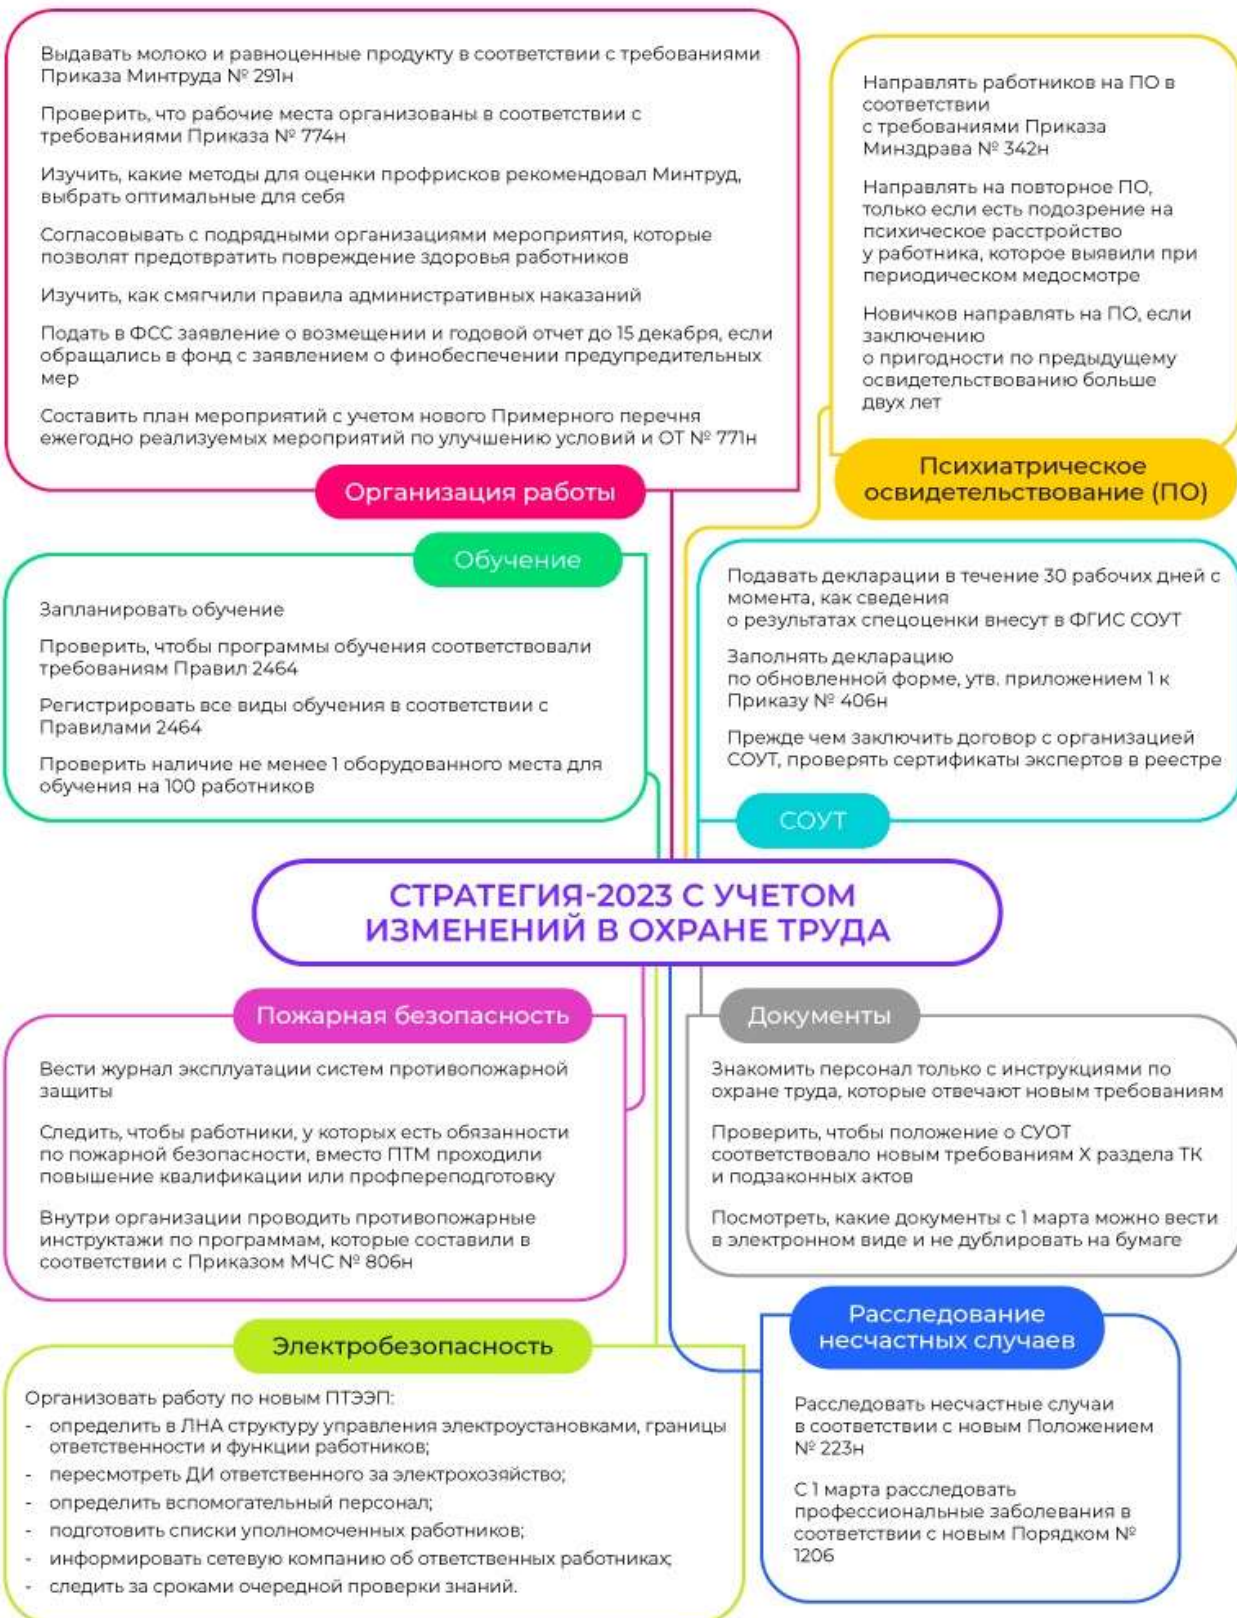 Выдавать молоко и равноценные продукту в соответствии с требованиями
Приказа Минтруда № 291н
Проверить, что рабочие места организованы в соответствии с
требованиями Приказа № 774н
Изучить, какие методы для оценки профрисков рекомендовал Минтруд,
выбрать оптимальные для себя
Согласовывать с подрядными организациями мероприятия, которые
позволят предотвратить повреждение здоровья работников
Изучить, как смягчили правила административных наказаний
Подать в ФСС заявление о возмещении и годовой отчет до 15 декабря, если
обращались в фонд с заявлением о финобеспечении предупредительных
мер
Составить план мероприятий с учетом нового Примерного перечня
ежегодно реализуемых мероприятий по улучшению условий и ОТ № 771н
Организация работы
Направлять работников на ПО в
соответствии
с требованиями Приказа
Минздрава № 342н
Направлять на повторное ПО,
только если есть подозрение на
психическое расстройство
у работника, которое выявили при
периодическом медосмотре
Новичков направлять на ПО, если
заключению
о пригодности по предыдущему
освидетельствованию больше
двух лет
Психиатрическое
освидетельствование (ПО)
Обучение
Запланировать обучение
Проверить, чтобы программы обучения соответствовали
требованиям Правил 2464
Регистрировать все виды обучения в соответствии с
Правилами 2464
Проверить наличие не менее 1 оборудованного места для
обучения на 100 работников
Подавать декларации в течение 30 рабочих дней с
момента, как сведения
о результатах спецоценки внесут в ФГИС СОУТ
Заполнять декларацию
по обновленной форме, утв. приложением 1 к
Приказу № 406н
Прежде чем заключить договор с организацией
СОУТ, проверять сертификаты экспертов в реестре
СОУТ
СТРАТЕГИЯ-2023 С УЧЕТОМ
ИЗМЕНЕНИЙ В ОХРАНЕ ТРУДА
Пожарная безопасность
Вести журнал эксплуатации систем противопожарной
защиты
Следить, чтобы работники, у которых есть обязанности
по пожарной безопасности, вместо ПТМ проходили
повышение квалификации или профпереподготовку
Внутри организации проводить противопожарные
инструктажи по программам, которые составили в
соответствии с Приказом МЧС № 806н
Документы
Знакомить персонал только с инструкциями по
охране труда, которые отвечают новым требованиям
Проверить, чтобы положение о СУОТ
соответствовало новым требованиям X раздела ТК
и подзаконных актов
Посмотреть, какие документы с 1 марта можно вести
в электронном виде и не дублировать на бумаге
Электробезопасность
Организовать работу по новым ПТЭЭП:
- определить в ЛНА структуру управления электроустановками, границы
ответственности и функции работников;
- пересмотреть ДИ ответственного за электрохозяйство;
- определить вспомогательный персонал;
- подготовить списки уполномоченных работников;
- информировать сетевую компанию об ответственных работниках;
- следить за сроками очередной проверки знаний.
Расследование
несчастных случаев
Расследовать несчастные случаи
в соответствии с новым Положением
№ 223н
С 1 марта расследовать
профессиональные заболевания в
соответствии с новым Порядком №
1206